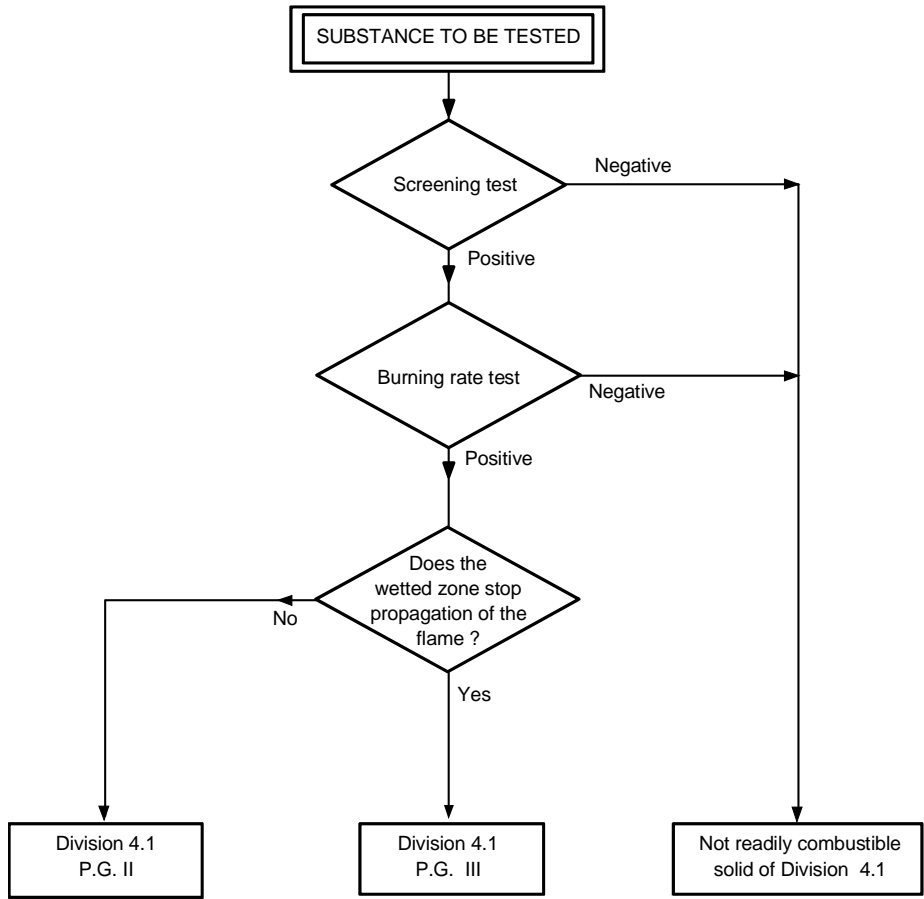 SUBSTANCE TO BE TESTED
Negative
Screening test
Positive
Burning rate test
Negative
Positive
Does the
wetted zone stop
propagation of the
flame ?
No
Yes
Division 4.1
P.G. II
Division 4.1
P.G. III
Not readily combustible
solid of Division 4.1